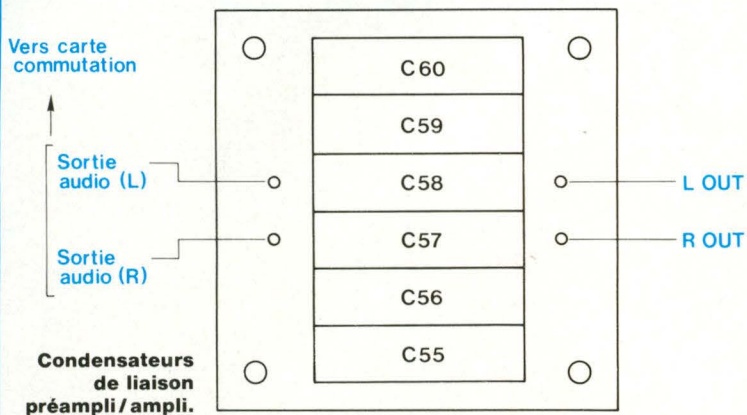 Vers carte
commutation
C60
C59
Sortie
audio (L)
C58
L OUT
Sortie
audio (R)
C57
R OUT
C56
C55
Condensateurs
de liaison
préampli/ampli.